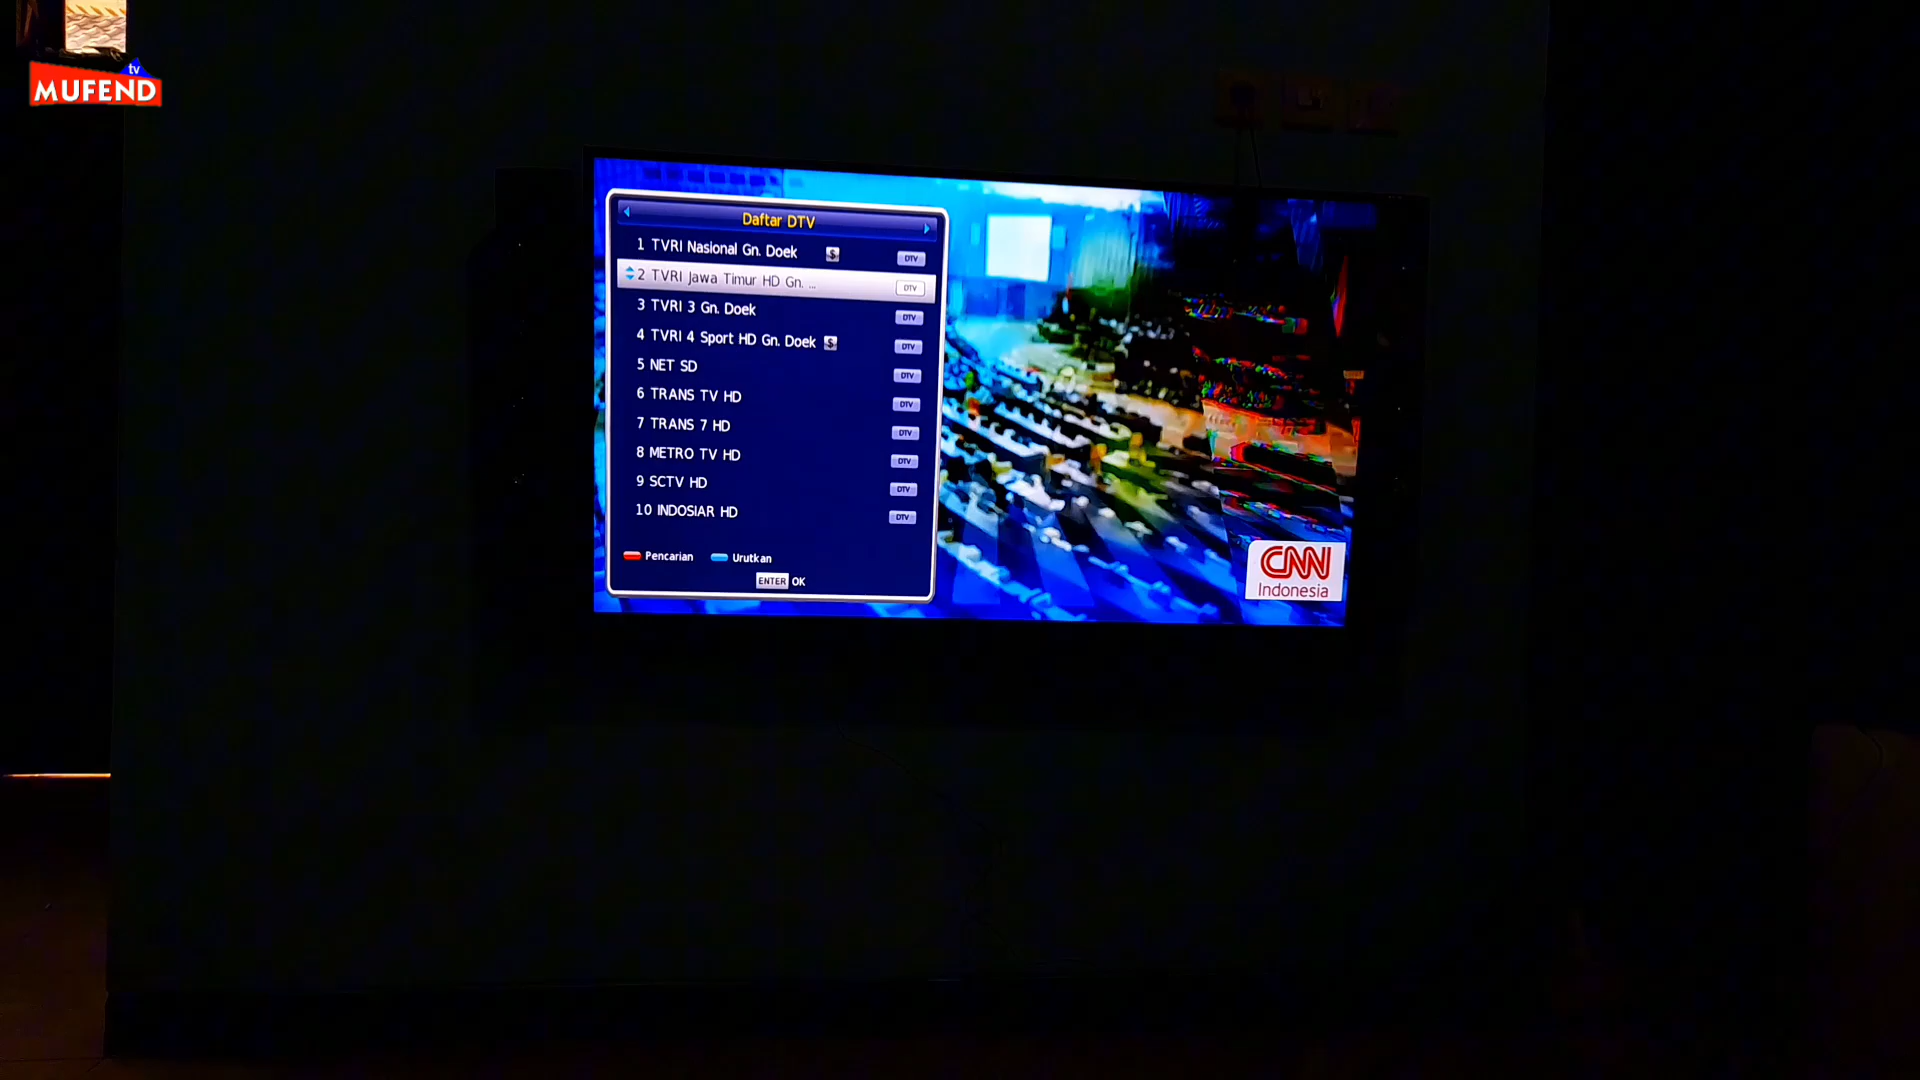 tv
MUFEND
Daftar DTV
1 TVRI Nasional Gn. Doek $ DTV
2 TVRI Jawa Timur HD Gn. ... DTV
3 TVRI 3 Gn. Doek DTV
4 TVRI 4 Sport HD Gn. Doek $ DTV
5 NET SD DTV
6 TRANS TV HD DTV
7 TRANS 7 HD DTV
8 METRO TV HD DTV
9 SCTV HD DTV
10 INDOSIAR HD DTV
Pencarian Urutkan
ENTER OK
CNN
Indonesia